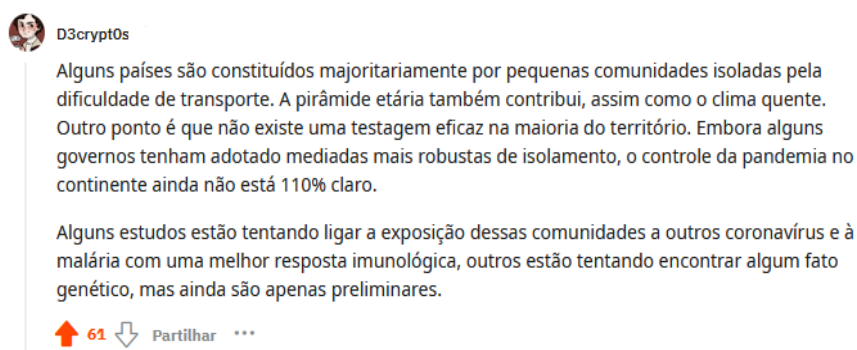 D3crypt0s
Alguns países são constituídos majoritariamente por pequenas comunidades isoladas pela
dificuldade de transporte. A pirâmide etária também contribui, assim como o clima quente.
Outro ponto é que não existe uma testagem eficaz na maioria do território. Embora alguns
governos tenham adotado mediadas mais robustas de isolamento, o controle da pandemia no
continente ainda não está 110% claro.
Alguns estudos estão tentando ligar a exposição dessas comunidades a outros coronavírus e à
malária com uma melhor resposta imunológica, outros estão tentando encontrar algum fato
genético, mas ainda são apenas preliminares.
61 Partilhar ···